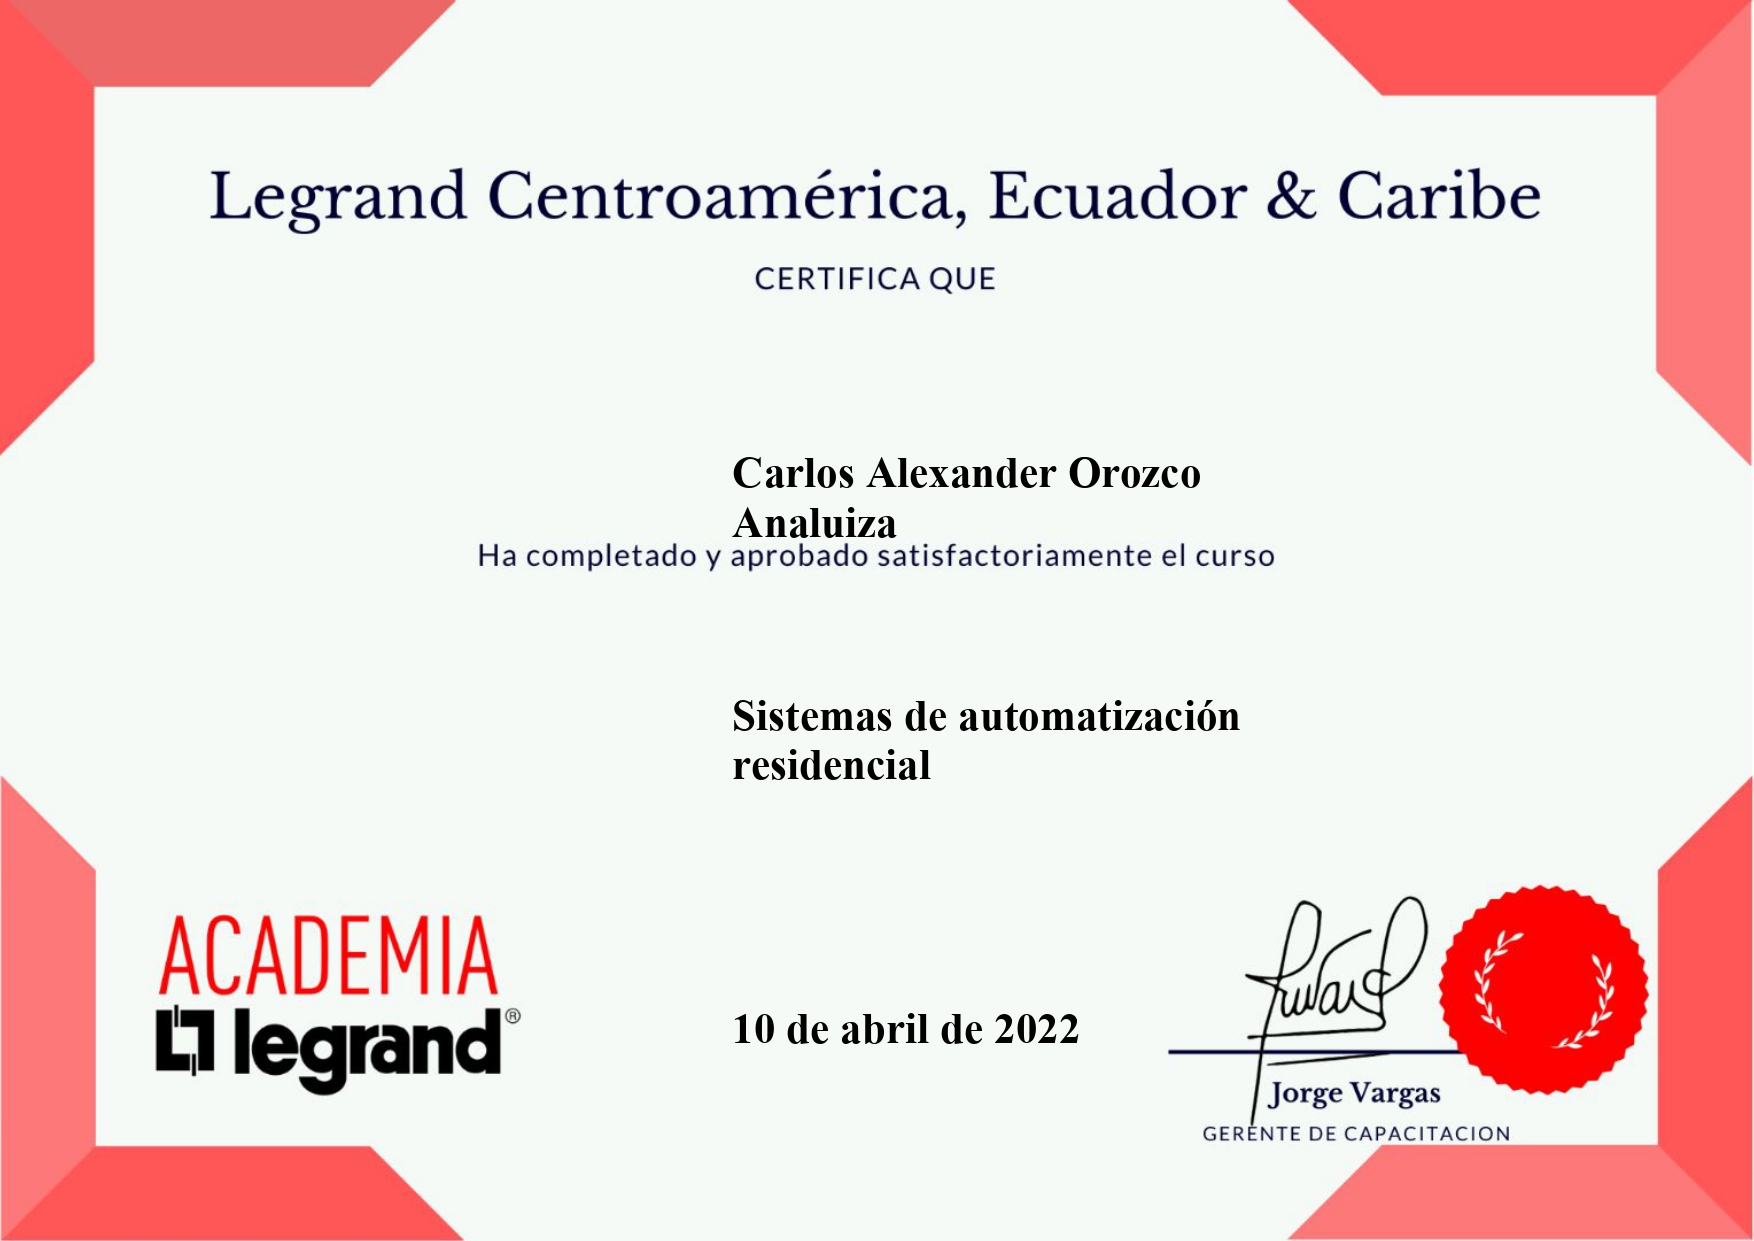 Legrand Centroamérica, Ecuador & Caribe
CERTIFICA QUE
Carlos Alexander Orozco
Analuiza
Ha completado y aprobado satisfactoriamente el curso
Sistemas de automatización
residencial
ACADEMIA
legrand®
10 de abril de 2022
Jorge Vargas
GERENTE DE CAPACITACION